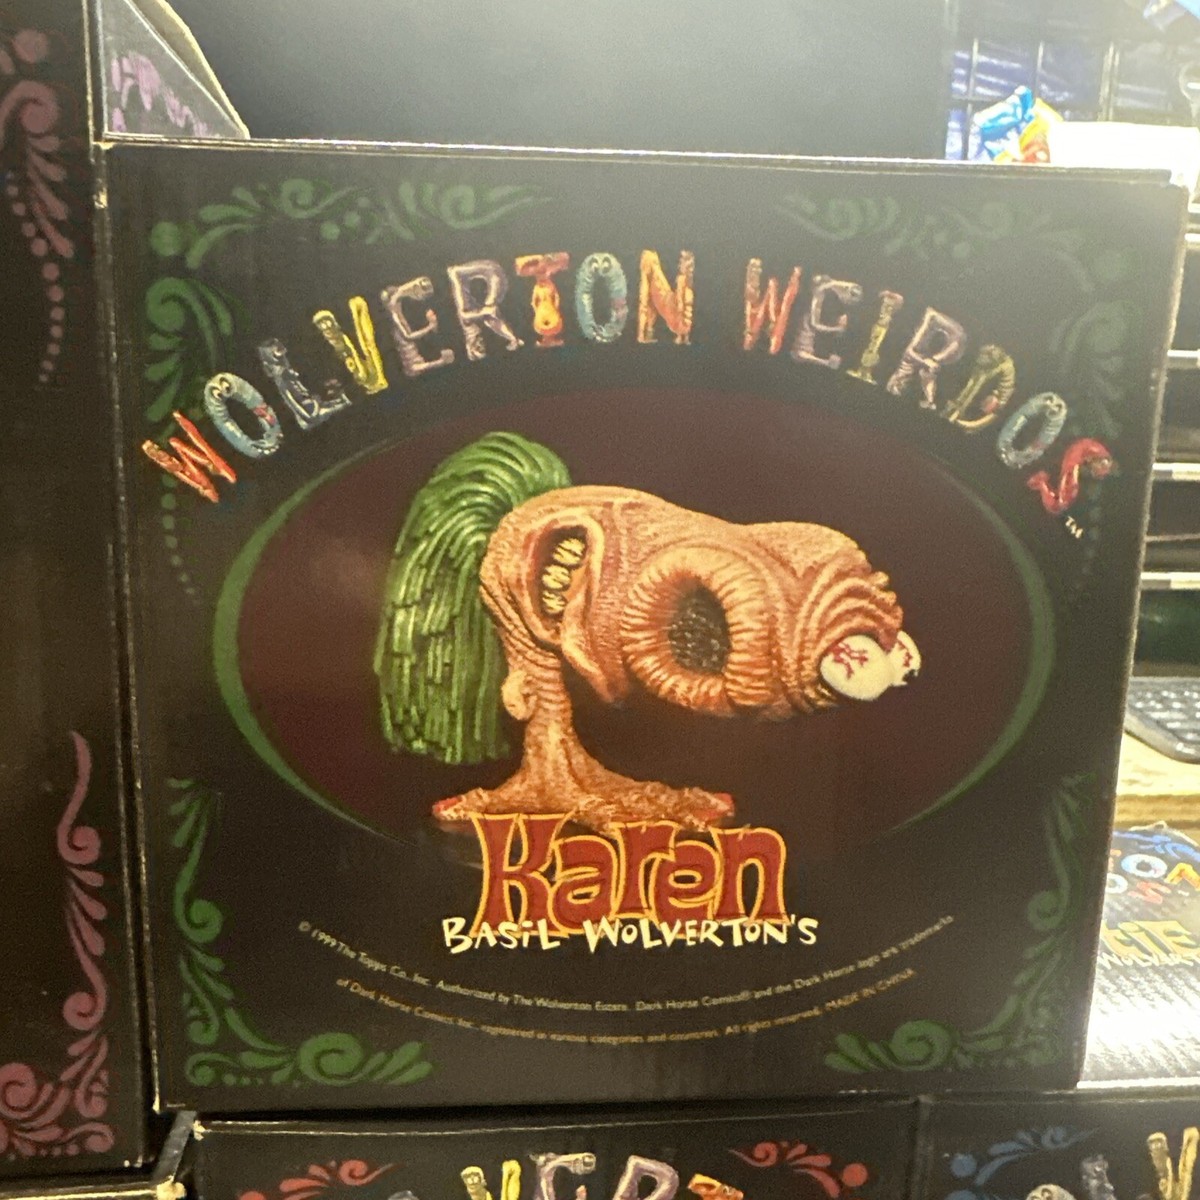 WOLVERTON WEIRDOS™
Karen
BASIL WOLVERTON'S
© 1999 The Topps Co., Inc. Authorized by The Wolverton Estate. Dark Horse Comics® and the Dark Horse logo are trademarks
of Dark Horse Comics, Inc., registered in various categories and countries. All rights reserved. MADE IN CHINA